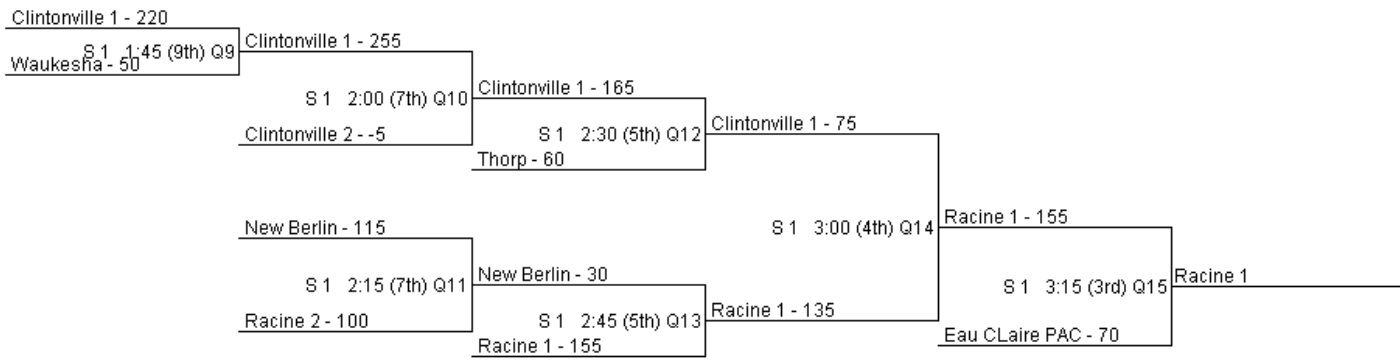 Clintonville 1 - 220
S 1 1:45 (9th) Q9
Waukesha - 50
Clintonville 1 - 255
S 1 2:00 (7th) Q10
Clintonville 2 - -5
Clintonville 1 - 165
S 1 2:30 (5th) Q12
Thorp - 60
Clintonville 1 - 75
New Berlin - 115
S 1 2:15 (7th) Q11
Racine 2 - 100
New Berlin - 30
S 1 2:45 (5th) Q13
Racine 1 - 155
Racine 1 - 135
S 1 3:00 (4th) Q14
Racine 1 - 155
S 1 3:15 (3rd) Q15
Eau CLaire PAC - 70
Racine 1